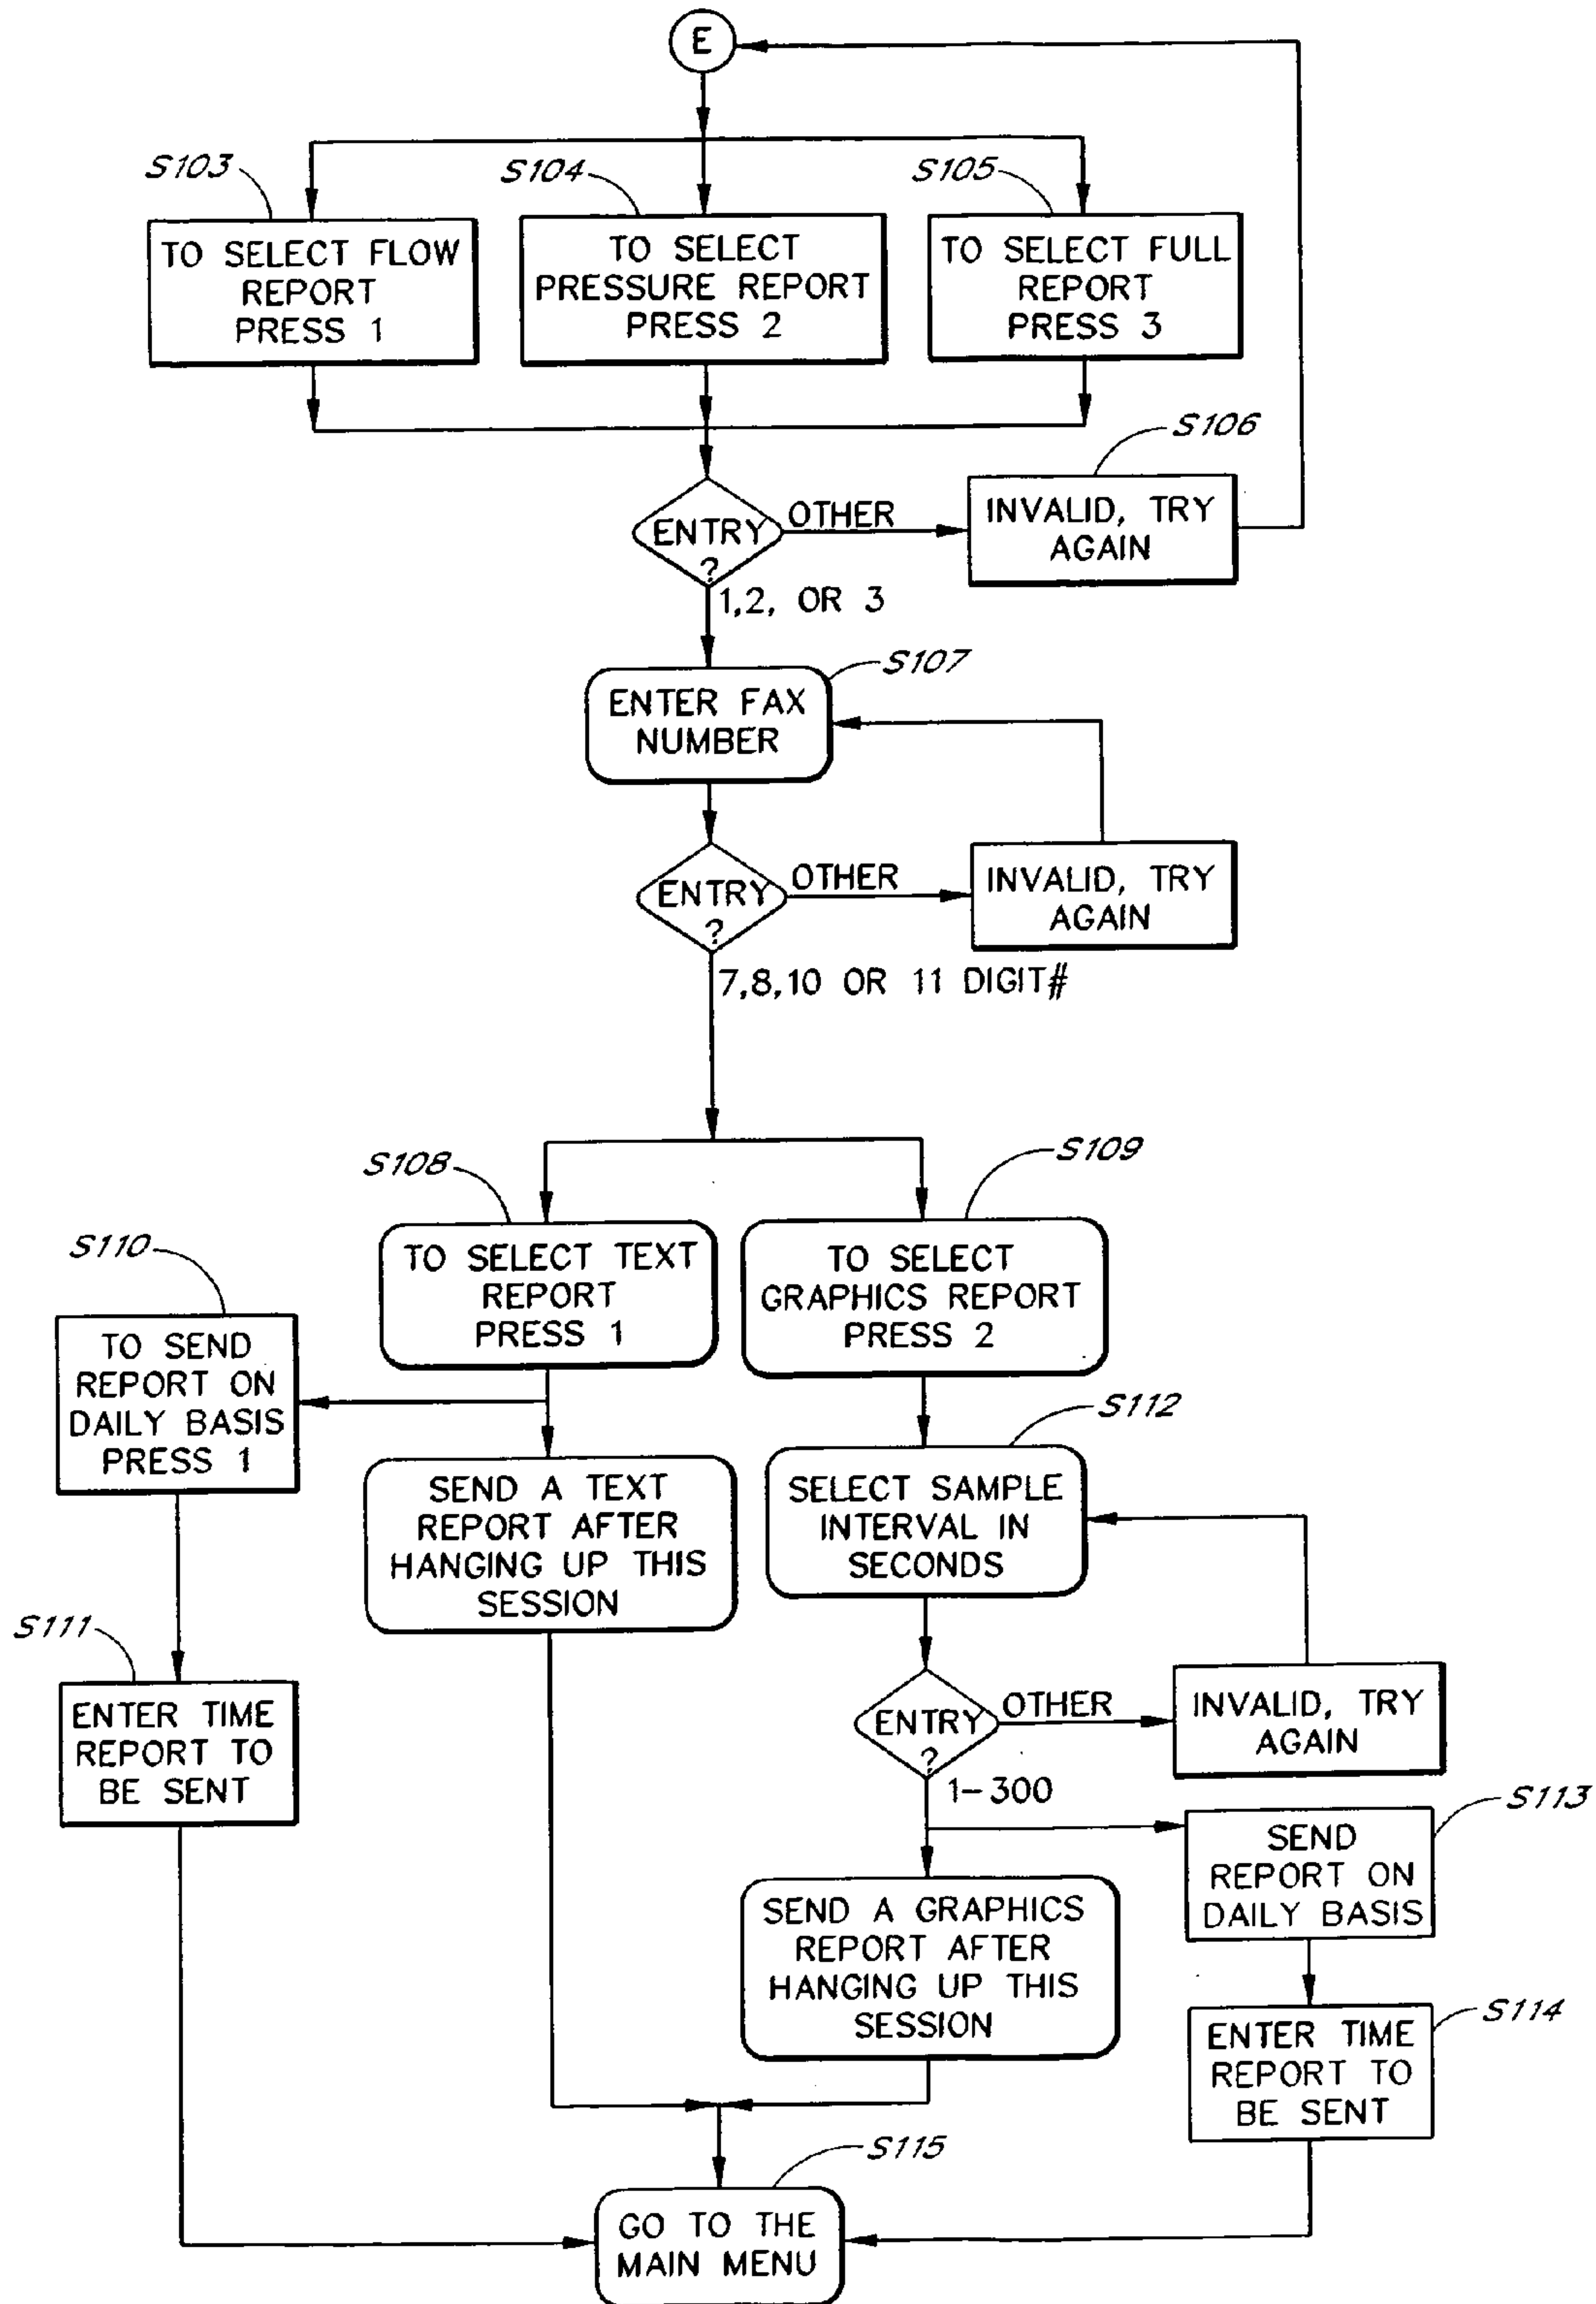 E
S103
S104
S105
TO SELECT FLOW
REPORT
PRESS 1
TO SELECT
PRESSURE REPORT
PRESS 2
TO SELECT FULL
REPORT
PRESS 3
S106
ENTRY
?
OTHER
INVALID, TRY
AGAIN
1,2, OR 3
S107
ENTER FAX
NUMBER
ENTRY
?
OTHER
INVALID, TRY
AGAIN
7,8,10 OR 11 DIGIT#
S108
S109
TO SELECT TEXT
REPORT
PRESS 1
TO SELECT
GRAPHICS REPORT
PRESS 2
S110
TO SEND
REPORT ON
DAILY BASIS
PRESS 1
S112
SEND A TEXT
REPORT AFTER
HANGING UP THIS
SESSION
SELECT SAMPLE
INTERVAL IN
SECONDS
S111
ENTER TIME
REPORT TO
BE SENT
ENTRY
?
OTHER
INVALID, TRY
AGAIN
1-300
S113
SEND
REPORT ON
DAILY BASIS
SEND A GRAPHICS
REPORT AFTER
HANGING UP THIS
SESSION
S114
ENTER TIME
REPORT TO
BE SENT
S115
GO TO THE
MAIN MENU